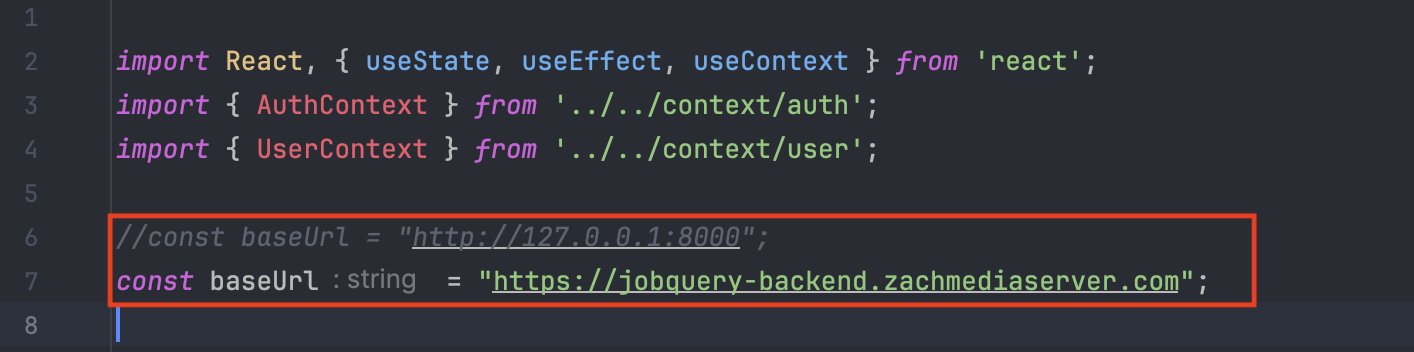 1
2 import React, { useState, useEffect, useContext } from 'react';
3 import { AuthContext } from '../../context/auth';
4 import { UserContext } from '../../context/user';
5
6 //const baseUrl = "http://127.0.0.1:8000";
7 const baseUrl : string = "https://jobquery-backend.zachmediaserver.com";
8